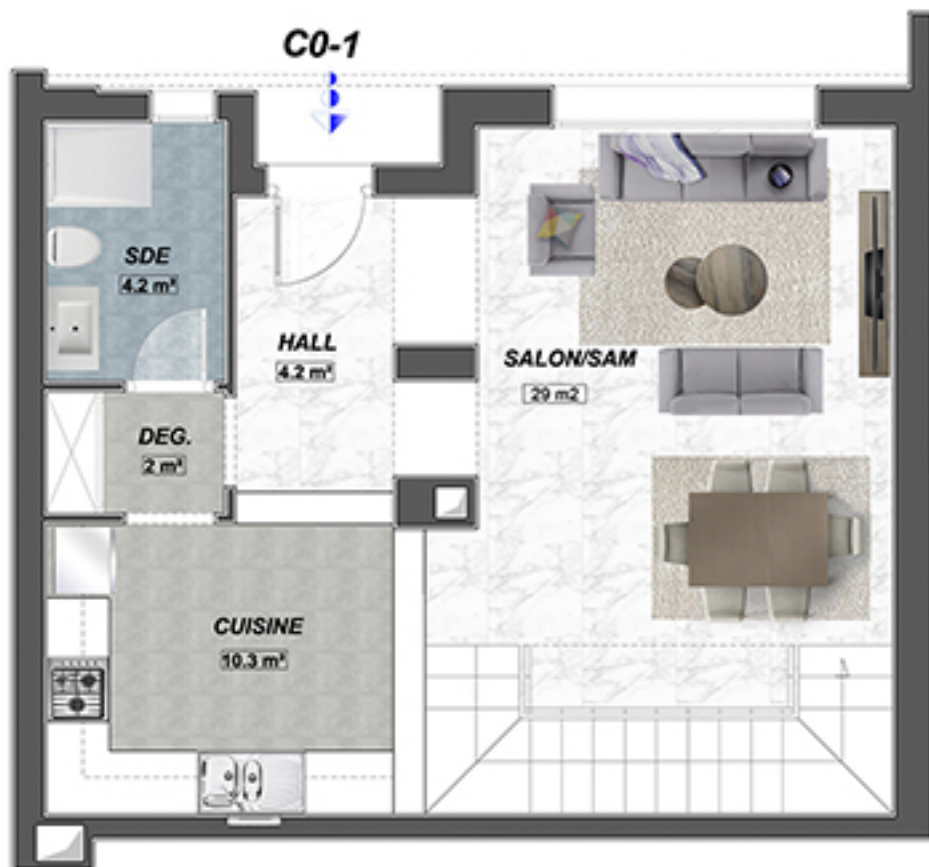 C0-1
SDE
4.2 m²
HALL
4.2 m²
SALON/SAM
29 m2
DEG.
2 m²
CUISINE
10.3 m²